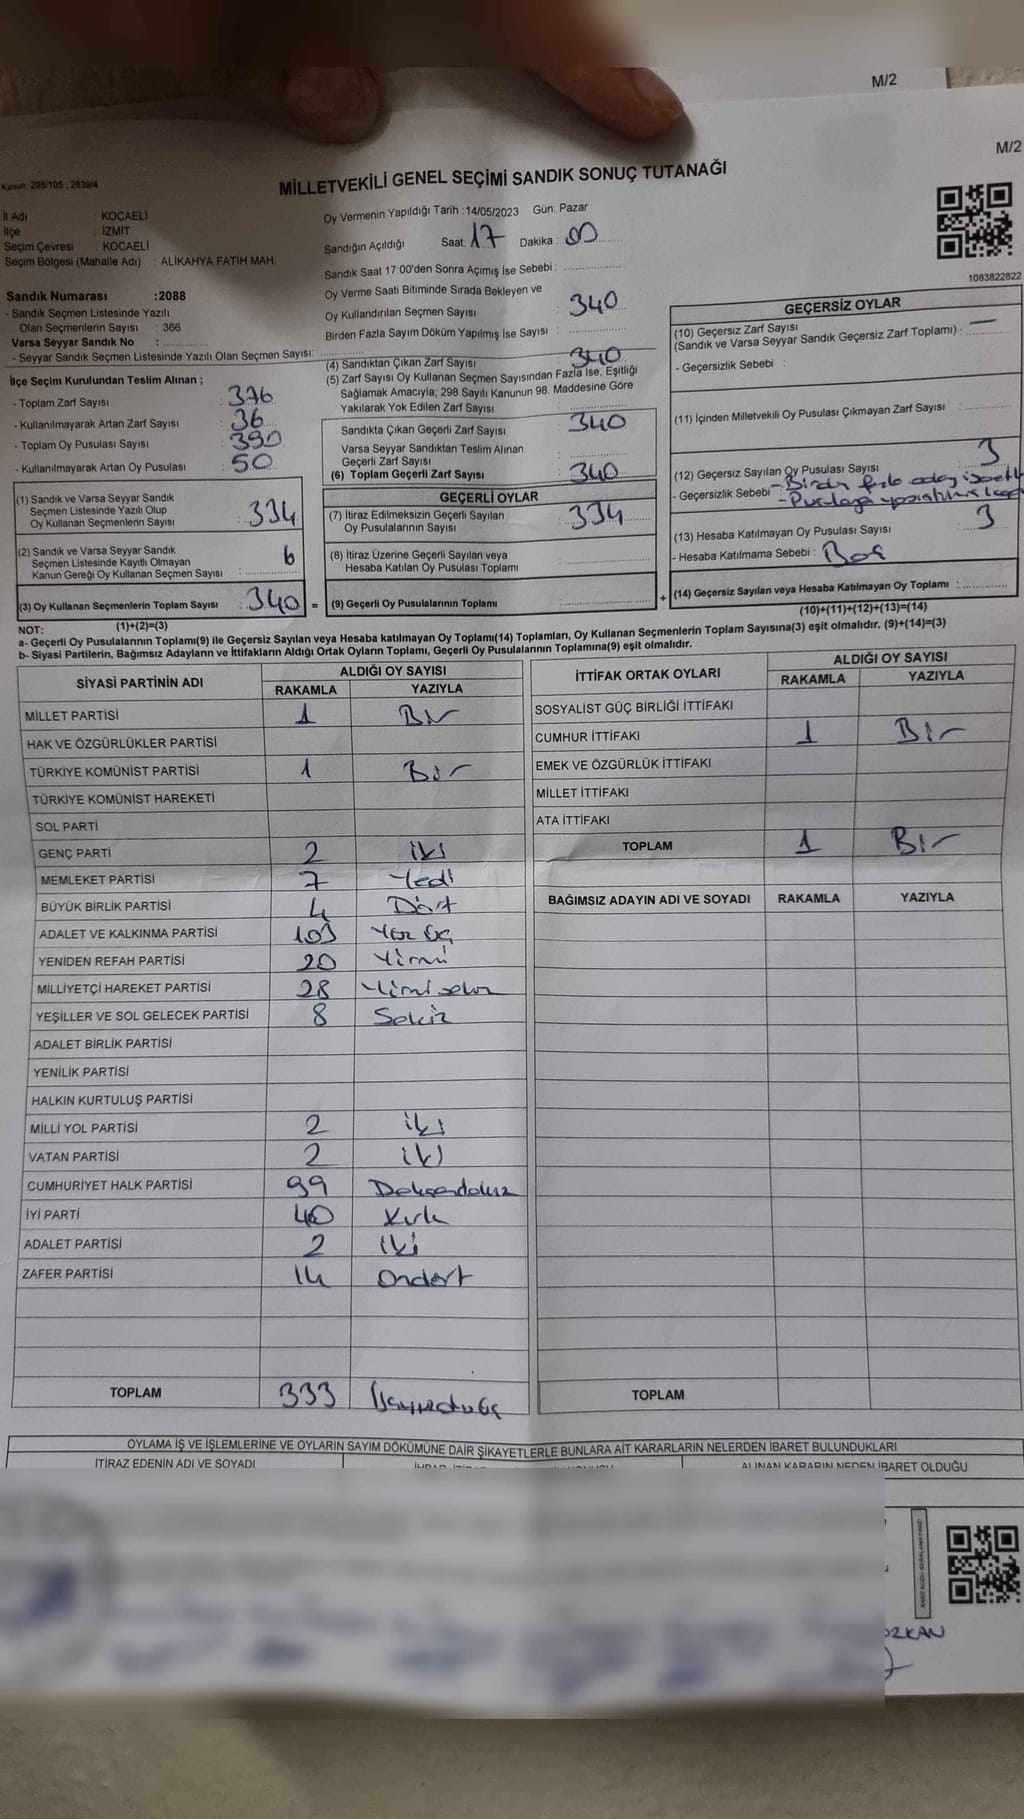 M/2
M/2
Kanun: 298/105 , 2839/4
MİLLETVEKİLİ GENEL SEÇİMİ SANDIK SONUÇ TUTANAĞI
İl Adı KOCAELİ
İlçe İZMİT
Seçim Çevresi : KOCAELİ
Seçim Bölgesi (Mahalle Adı) : ALİKAHYA FATİH MAH.
Sandık Numarası :2088
- Sandık Seçmen Listesinde Yazılı
Olan Seçmenlerin Sayısı : 366
Varsa Seyyar Sandık No :
- Seyyar Sandık Seçmen Listesinde Yazılı Olan Seçmen Sayısı:
İlçe Seçim Kurulundan Teslim Alınan ;
- Toplam Zarf Sayısı : 376
- Kullanılmayarak Artan Zarf Sayısı : 36
- Toplam Oy Pusulası Sayısı : 390
- Kullanılmayarak Artan Oy Pusulası : 50
(1) Sandık ve Varsa Seyyar Sandık
Seçmen Listesinde Yazılı Olup
Oy Kullanan Seçmenlerin Sayısı : 334
(2) Sandık ve Varsa Seyyar Sandık
Seçmen Listesinde Kayıtlı Olmayan
Kanun Gereği Oy Kullanan Seçmen Sayısı : 6
(3) Oy Kullanan Seçmenlerin Toplam Sayısı : 340 =
(1)+(2)=(3)
Oy Vermenin Yapıldığı Tarih :14/05/2023 Gün: Pazar
Sandığın Açıldığı Saat: 17 Dakika : 00
Sandık Saat 17:00'den Sonra Açımış İse Sebebi :
Oy Verme Saati Bitiminde Sırada Bekleyen ve
Oy Kullandırılan Seçmen Sayısı : 340
Birden Fazla Sayım Döküm Yapılmış İse Sayısı :
(4) Sandıktan Çıkan Zarf Sayısı : 340
(5) Zarf Sayısı Oy Kullanan Seçmen Sayısından Fazla İse, Eşitliği
Sağlamak Amacıyla; 298 Sayılı Kanunun 98. Maddesine Göre
Yakılarak Yok Edilen Zarf Sayısı :
Sandıkta Çıkan Geçerli Zarf Sayısı : 340
Varsa Seyyar Sandıktan Teslim Alınan
Geçerli Zarf Sayısı :
(6) Toplam Geçerli Zarf Sayısı : 340
GEÇERLİ OYLAR
(7) İtiraz Edilmeksizin Geçerli Sayılan
Oy Pusulalarının Sayısı : 334
(8) İtiraz Üzerine Geçerli Sayılan veya
Hesaba Katılan Oy Pusulası Toplamı :
(9) Geçerli Oy Pusulalarının Toplamı : +
1083822822
GEÇERSİZ OYLAR
(10) Geçersiz Zarf Sayısı
(Sandık ve Varsa Seyyar Sandık Geçersiz Zarf Toplamı) : —
- Geçersizlik Sebebi :
(11) İçinden Milletvekili Oy Pusulası Çıkmayan Zarf Sayısı :
(12) Geçersiz Sayılan Oy Pusulası Sayısı : 3
- Geçersizlik Sebebi - Birden fazla
- Pusulaya
(13) Hesaba Katılmayan Oy Pusulası Sayısı : 3
- Hesaba Katılmama Sebebi : Boş
(14) Geçersiz Sayılan veya Hesaba Katılmayan Oy Toplamı :
(10)+(11)+(12)+(13)=(14)
NOT:
a- Geçerli Oy Pusulalarının Toplamı(9) ile Geçersiz Sayılan veya Hesaba katılmayan Oy Toplamı(14) Toplamları, Oy Kullanan Seçmenlerin Toplam Sayısına(3) eşit olmalıdır. (9)+(14)=(3)
b- Siyasi Partilerin, Bağımsız Adayların ve İttifakların Aldığı Oyların Toplamı, Geçerli Oy Pusulalarının Toplamına(9) eşit olmalıdır.
SİYASİ PARTİNİN ADI ALDIĞI OY SAYISI
RAKAMLA YAZIYLA
MİLLET PARTİSİ 1 Bir
HAK VE ÖZGÜRLÜKLER PARTİSİ
TÜRKİYE KOMÜNİST PARTİSİ 1 Bir
TÜRKİYE KOMÜNİST HAREKETİ
SOL PARTİ
GENÇ PARTİ 2 iki
MEMLEKET PARTİSİ 7 Yedi
BÜYÜK BİRLİK PARTİSİ 4 Dört
ADALET VE KALKINMA PARTİSİ 103 Yüz üç
YENİDEN REFAH PARTİSİ 20 Yirmi
MİLLİYETÇİ HAREKET PARTİSİ 28 Yirmi sekiz
YEŞİLLER VE SOL GELECEK PARTİSİ 8 Sekiz
ADALET BİRLİK PARTİSİ
YENİLİK PARTİSİ
HALKIN KURTULUŞ PARTİSİ
MİLLİ YOL PARTİSİ 2 iki
VATAN PARTİSİ 2 iki
CUMHURİYET HALK PARTİSİ 99 Doksandokuz
İYİ PARTİ 40 Kırk
ADALET PARTİSİ 2 iki
ZAFER PARTİSİ 14 Ondört
TOPLAM 333 Üçyüzotuzüç
İTTİFAK ORTAK OYLARI ALDIĞI OY SAYISI
RAKAMLA YAZIYLA
SOSYALİST GÜÇ BİRLİĞİ İTTİFAKI
CUMHUR İTTİFAKI 1 Bir
EMEK VE ÖZGÜRLÜK İTTİFAKI
MİLLET İTTİFAKI
ATA İTTİFAKI
TOPLAM 1 Bir
BAĞIMSIZ ADAYIN ADI VE SOYADI RAKAMLA YAZIYLA
TOPLAM
OYLAMA İŞ VE İŞLEMLERİNE VE OYLARIN SAYIM DÖKÜMÜNE DAİR ŞİKAYETLERLE BUNLARA AİT KARARLARIN NELERDEN İBARET BULUNDUKLARI
İTİRAZ EDENİN ADI VE SOYADI
ALINAN KARARIN NEDEN İBARET OLDUĞU
ÖZKAN